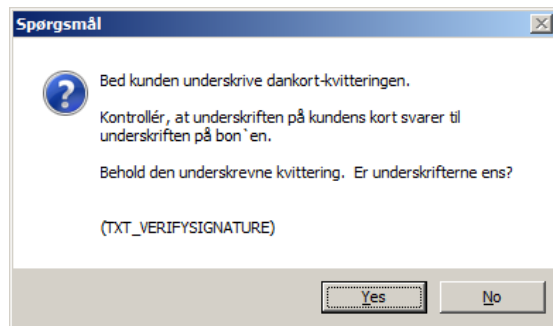 Spørgsmål
Bed kunden underskrive dankort-kvitteringen.
Kontrollér, at underskriften på kundens kort svarer til
underskriften på bon`en.
Behold den underskrevne kvittering. Er underskrifterne ens?
(TXT_VERIFYSIGNATURE)
Yes No